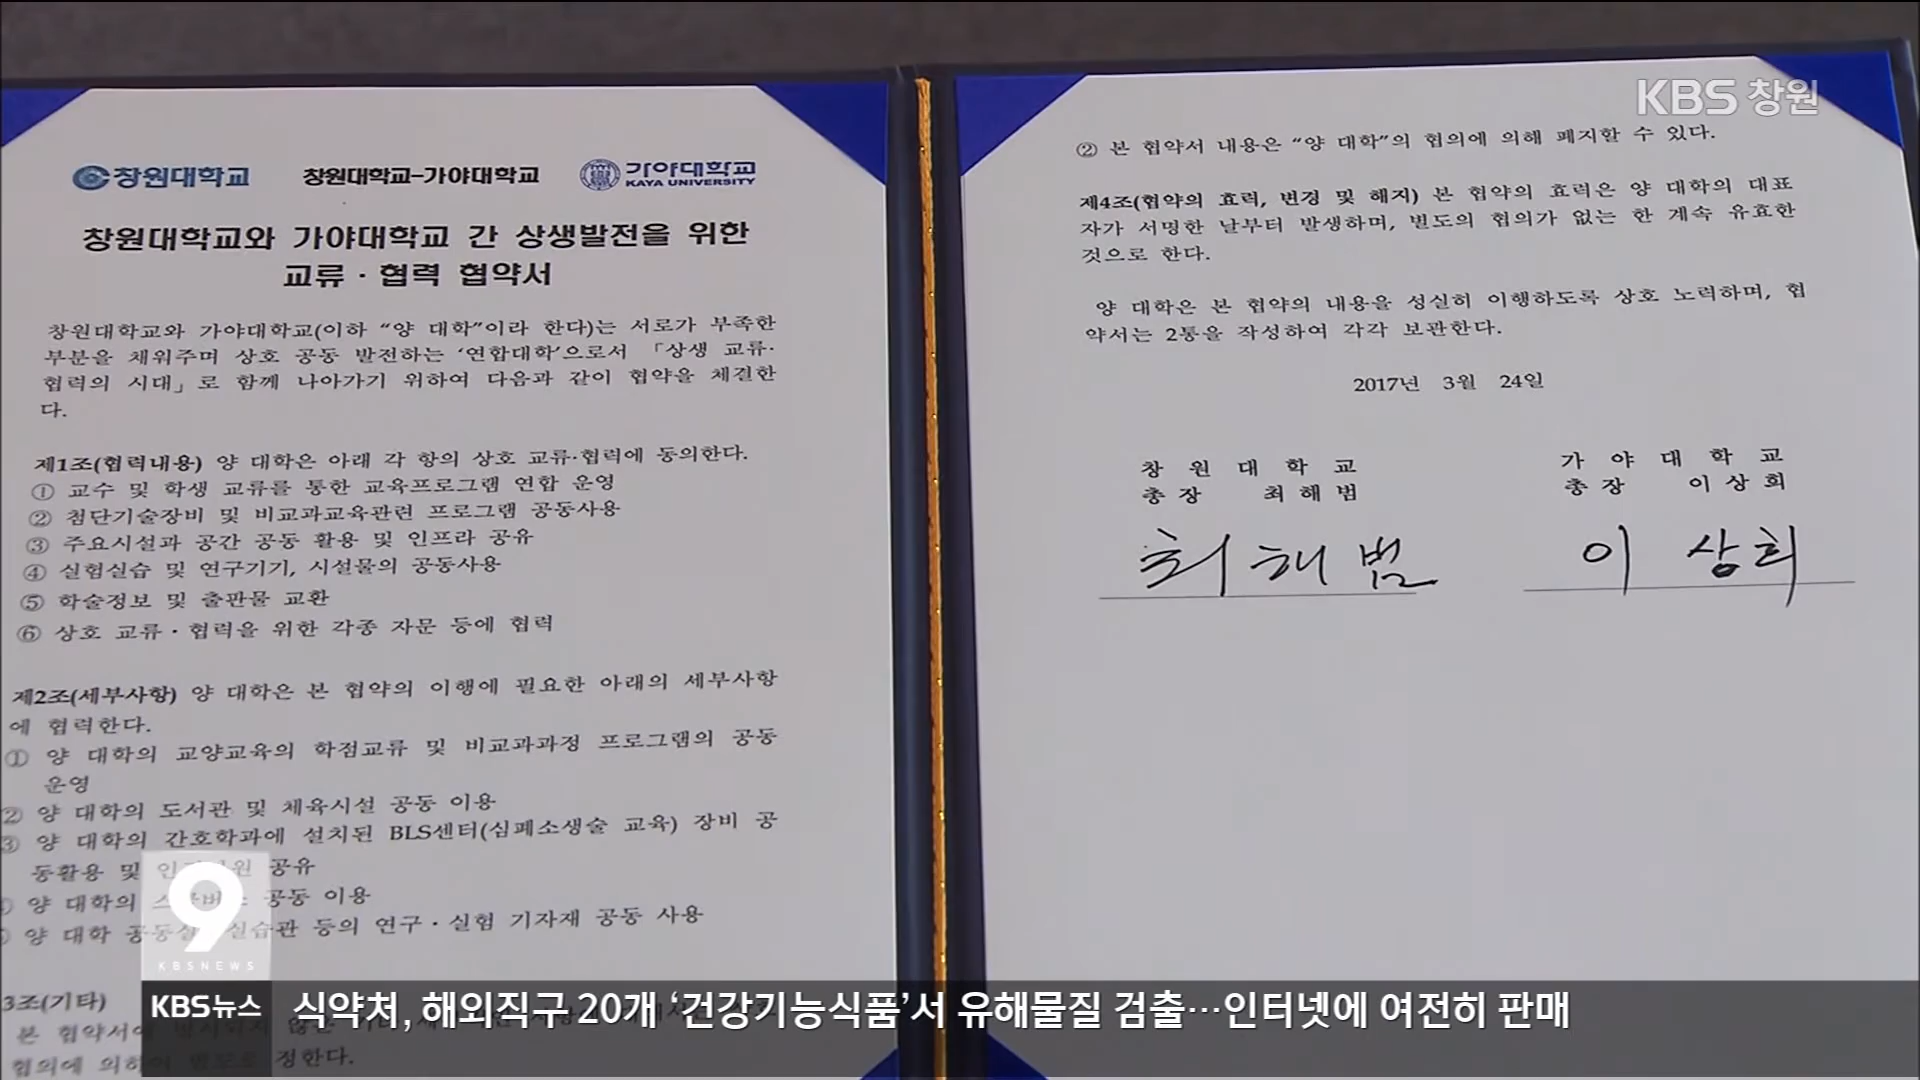 창원대학교 창원대학교-가야대학교 가야대학교
KAYA UNIVERSITY
창원대학교와 가야대학교 간 상생발전을 위한
교류·협력 협약서
창원대학교와 가야대학교(이하 “양 대학”이라 한다)는 서로가 부족한
부분을 채워주며 상호 공동 발전하는 ‘연합대학’으로서 「상생 교류·
협력의 시대」로 함께 나아가기 위하여 다음과 같이 협약을 체결한
다.
제1조(협력내용) 양 대학은 아래 각 항의 상호 교류·협력에 동의한다.
① 교수 및 학생 교류를 통한 교육프로그램 연합 운영
② 첨단기술장비 및 비교과교육관련 프로그램 공동사용
③ 주요시설과 공간 공동 활용 및 인프라 공유
④ 실험실습 및 연구기기, 시설물의 공동사용
⑤ 학술정보 및 출판물 교환
⑥ 상호 교류·협력을 위한 각종 자문 등에 협력
제2조(세부사항) 양 대학은 본 협약의 이행에 필요한 아래의 세부사항
에 협력한다.
① 양 대학의 교양교육의 학점교류 및 비교과과정 프로그램의 공동
운영
② 양 대학의 도서관 및 체육시설 공동 이용
③ 양 대학의 간호학과에 설치된 BLS센터(심폐소생술 교육) 장비 공
동활용 및 공유
양 대학의 공동 이용
양 대학 등의 연구·실험 기자재 공동 사용
3조(기타)
본 협약서에
협의에 정한다.
② 본 협약서 내용은 “양 대학”의 협의에 의해 폐지할 수 있다.
제4조(협약의 효력, 변경 및 해지) 본 협약의 효력은 양 대학의 대표
자가 서명한 날부터 발생하며, 별도의 협의가 없는 한 계속 유효한
것으로 한다.
양 대학은 본 협약의 내용을 성실히 이행하도록 상호 노력하며, 협
약서는 2통을 작성하여 각각 보관한다.
2017년 3월 24일
창 원 대 학 교
총 장 최 해 범
최 해 범
가 야 대 학 교
총 장 이 상 희
이 상희
KBS 창원
9
KBS NEWS
KBS뉴스 식약처, 해외직구 20개 ‘건강기능식품’서 유해물질 검출…인터넷에 여전히 판매